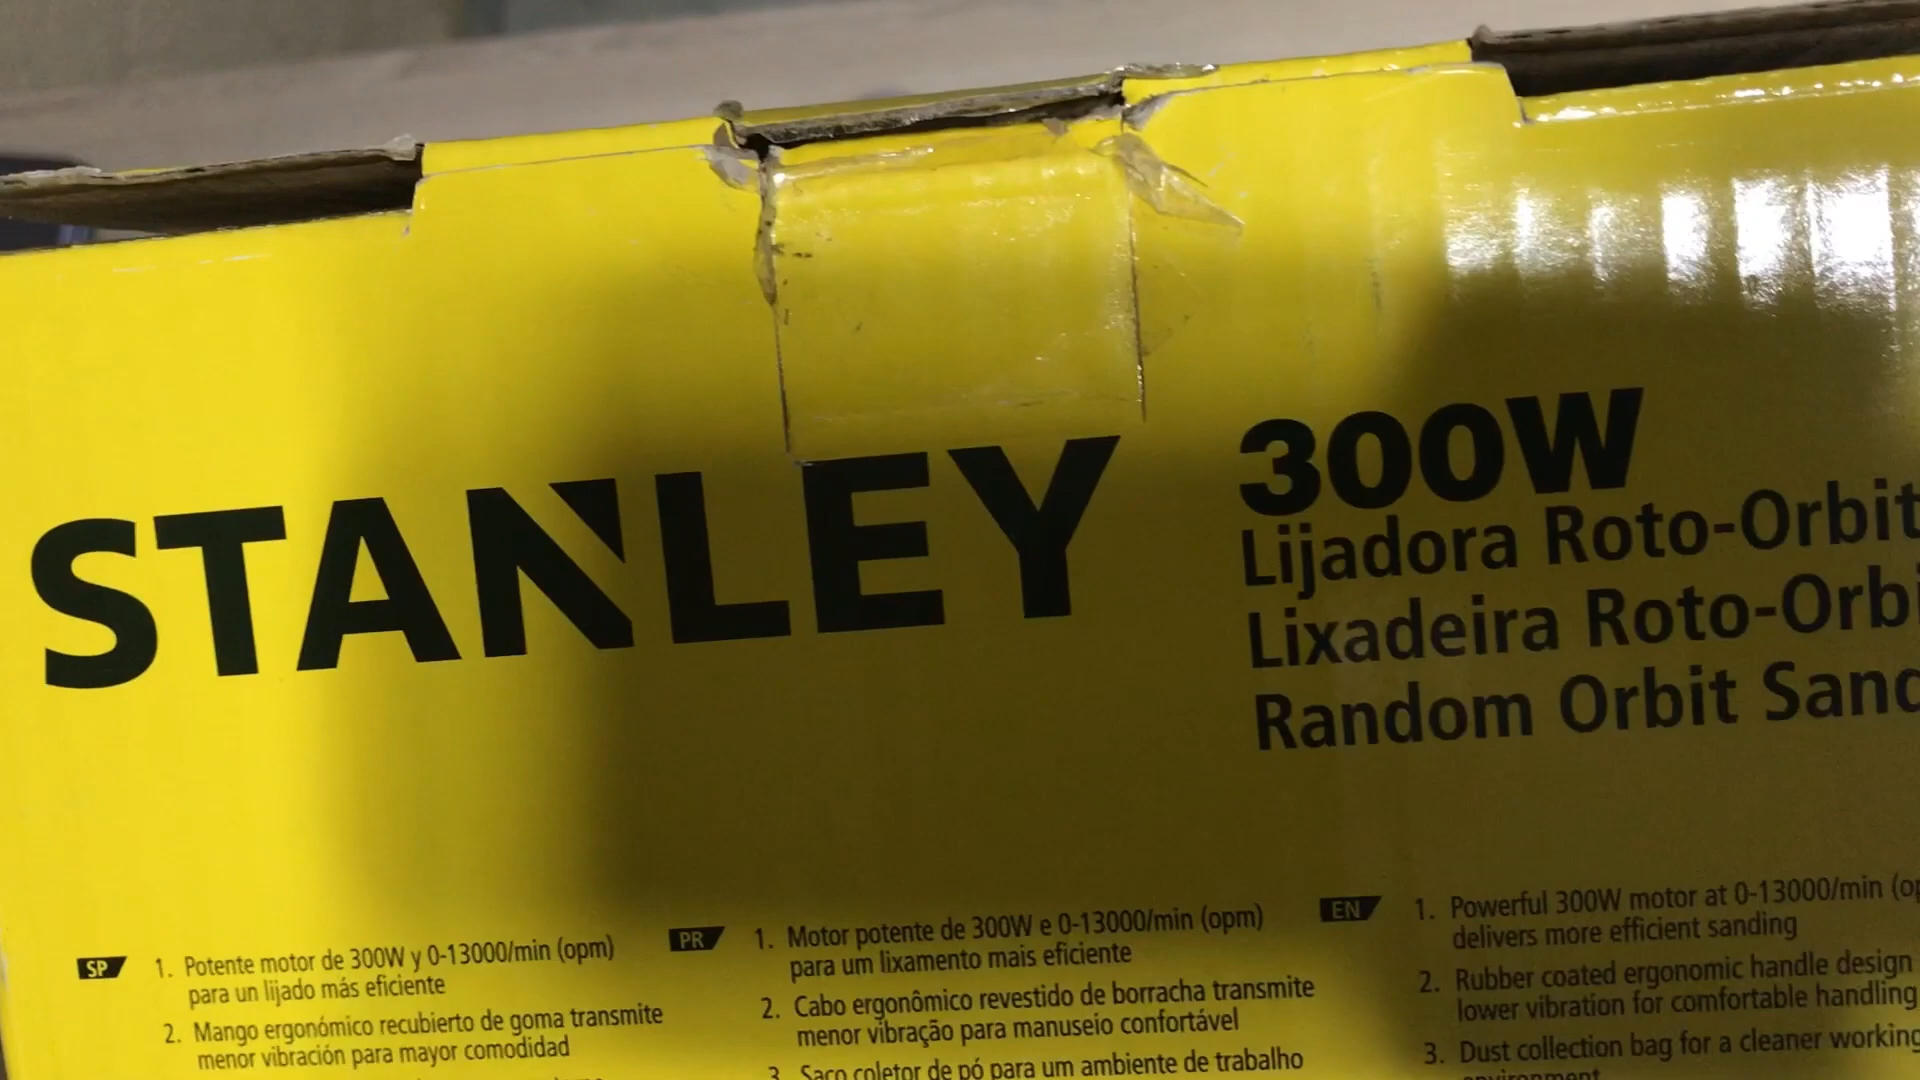 STANLEY
300W
Lijadora Roto-Orbit
Lixadeira Roto-Orbi
Random Orbit Sand
SP
1. Potente motor de 300W y 0-13000/min (opm)
para un lijado más eficiente
2. Mango ergonómico recubierto de goma transmite
menor vibración para mayor comodidad
PR
1. Motor potente de 300W e 0-13000/min (opm)
para um lixamento mais eficiente
2. Cabo ergonômico revestido de borracha transmite
menor vibração para manuseio confortável
3. Saco coletor de pó para um ambiente de trabalho
EN
1. Powerful 300W motor at 0-13000/min (op
delivers more efficient sanding
2. Rubber coated ergonomic handle design
lower vibration for comfortable handling
3. Dust collection bag for a cleaner working
environment